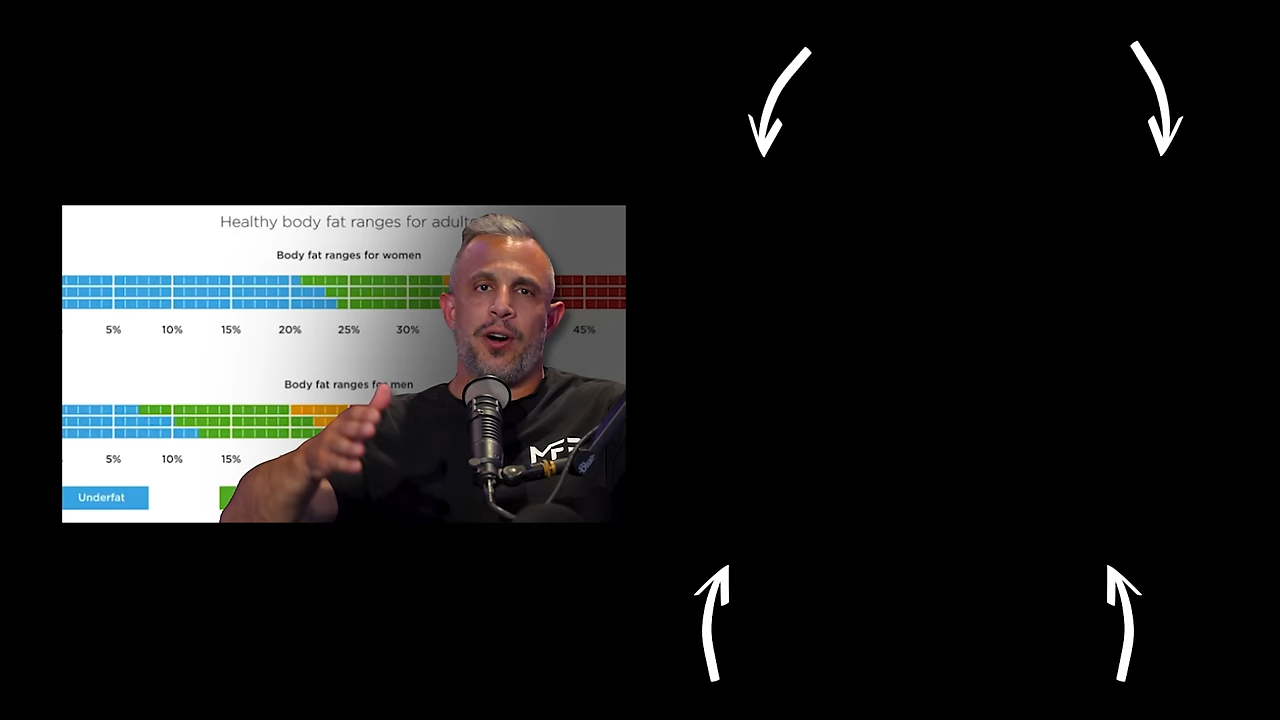 Healthy body fat ranges for adult
Body fat ranges for women
5% 10% 15% 20% 25% 30% 45%
Body fat ranges for men
5% 10% 15%
Underfat